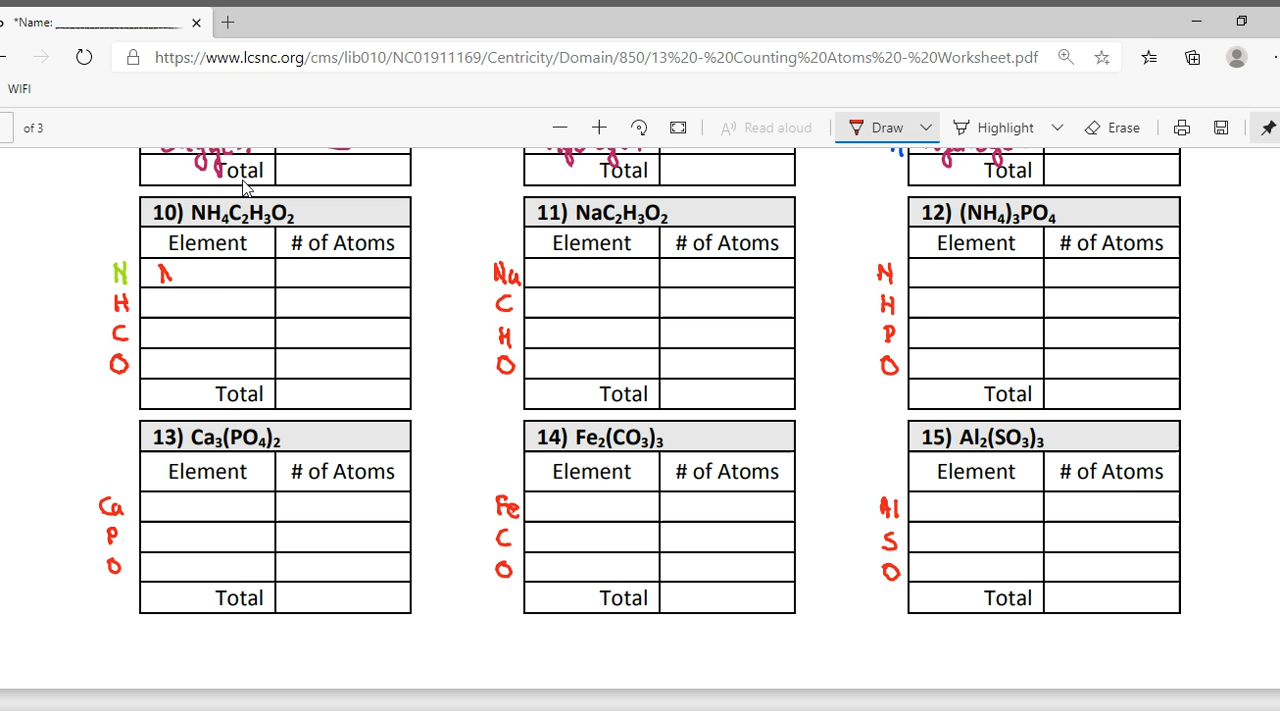 *Name: ____________________
https://www.lcsnc.org/cms/lib010/NC01911169/Centricity/Domain/850/13%20-%20Counting%20Atoms%20-%20Worksheet.pdf
WIFI
of 3 Read aloud Draw Highlight Erase
Total Total Total
10) NH₄C₂H₃O₂ 11) NaC₂H₃O₂ 12) (NH₄)₃PO₄
Element # of Atoms Element # of Atoms Element # of Atoms
N Na N
H C H
C H P
O O O
Total Total Total
13) Ca₃(PO₄)₂ 14) Fe₂(CO₃)₃ 15) Al₂(SO₃)₃
Element # of Atoms Element # of Atoms Element # of Atoms
Ca Fe Al
P C S
O O O
Total Total Total